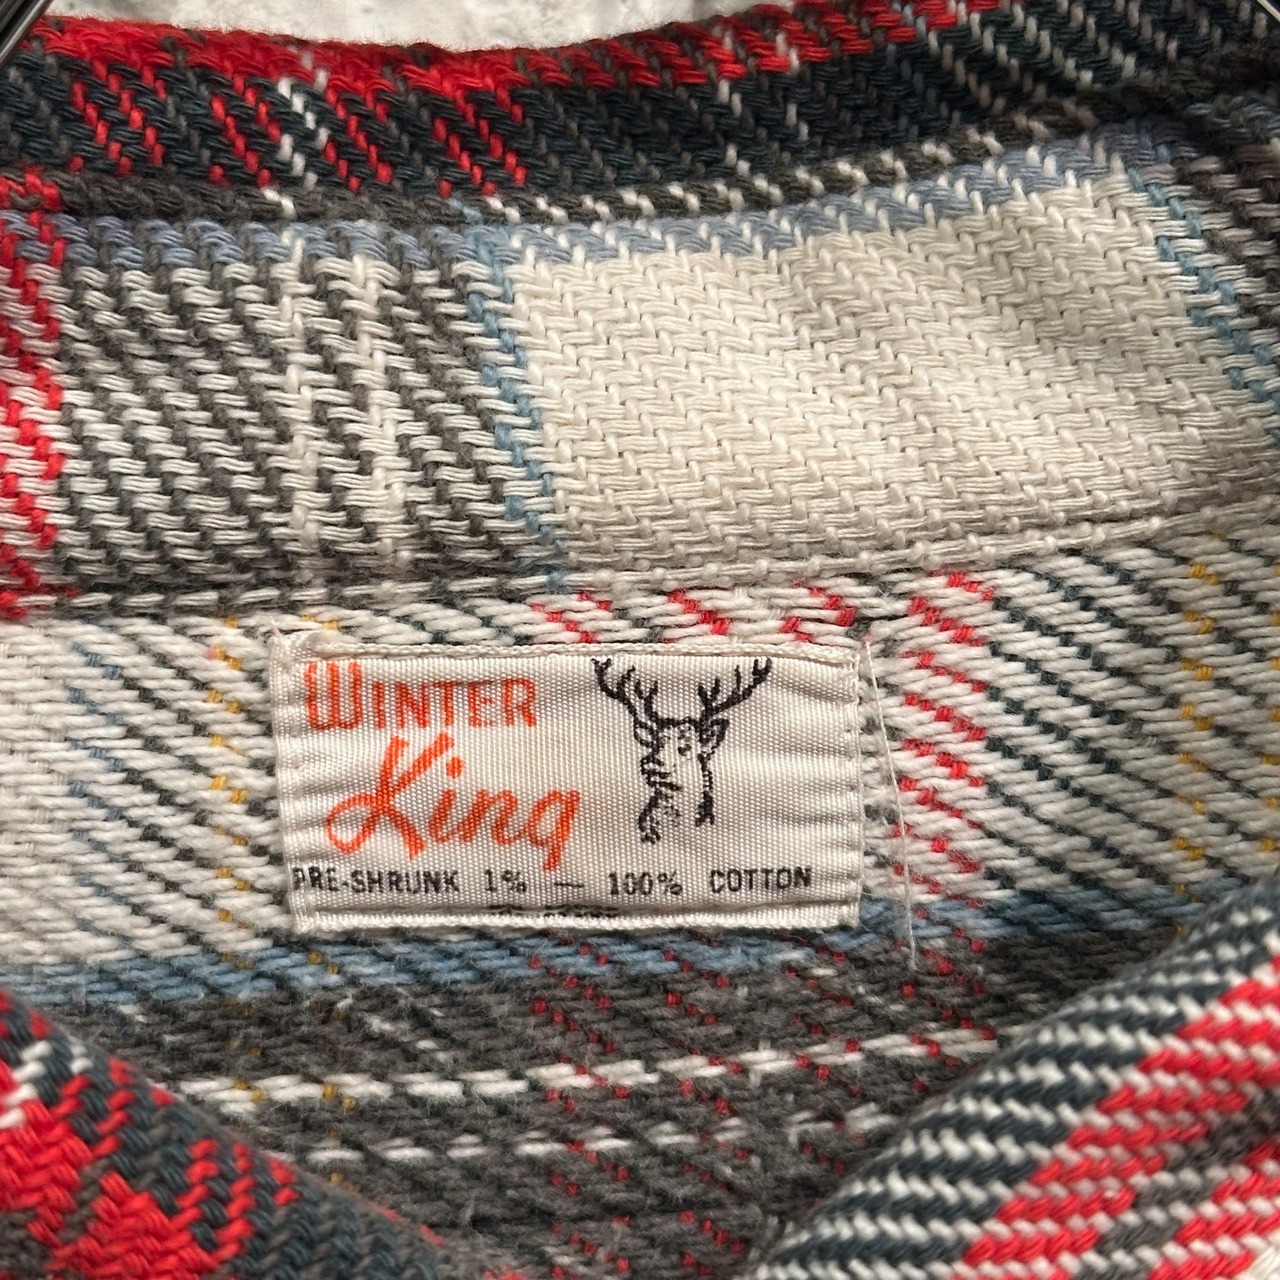 WINTER
King
PRE-SHRUNK 1% — 100% COTTON